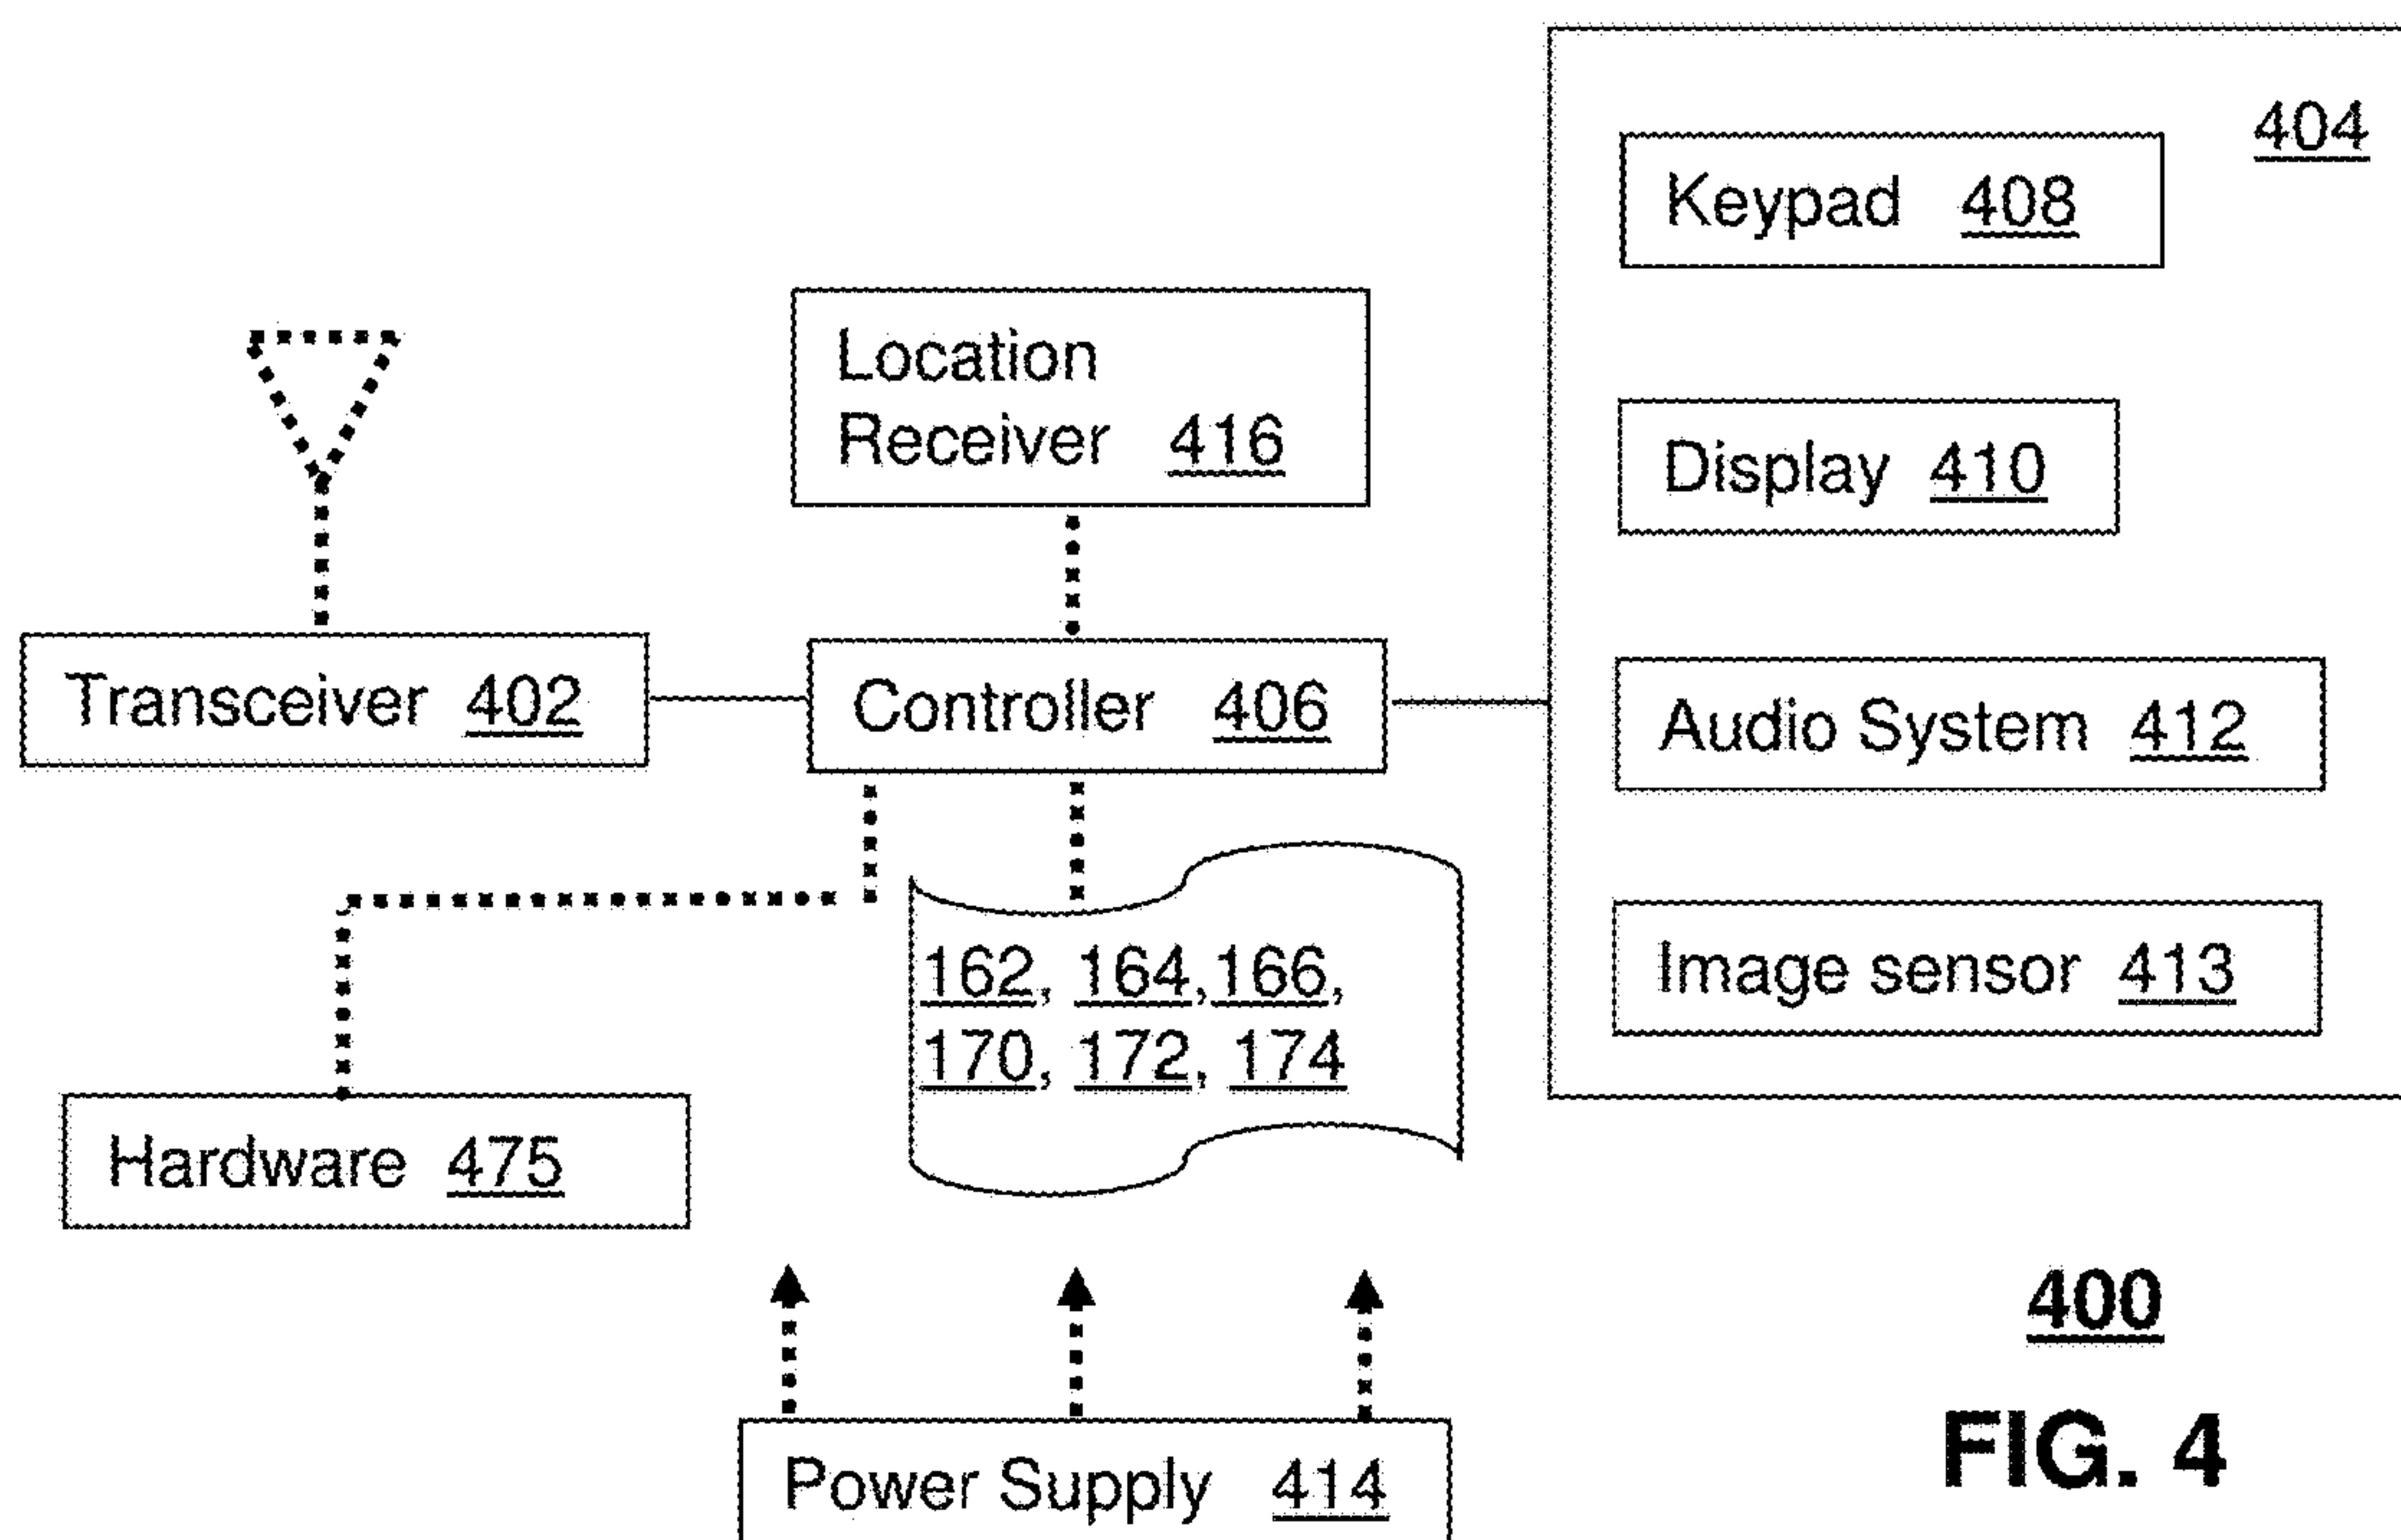 404
Keypad 408
Location
Receiver 416
Display 410
Transceiver 402
Controller 406
Audio System 412
162, 164,166,
170, 172, 174
Image sensor 413
Hardware 475
Power Supply 414
400
FIG. 4